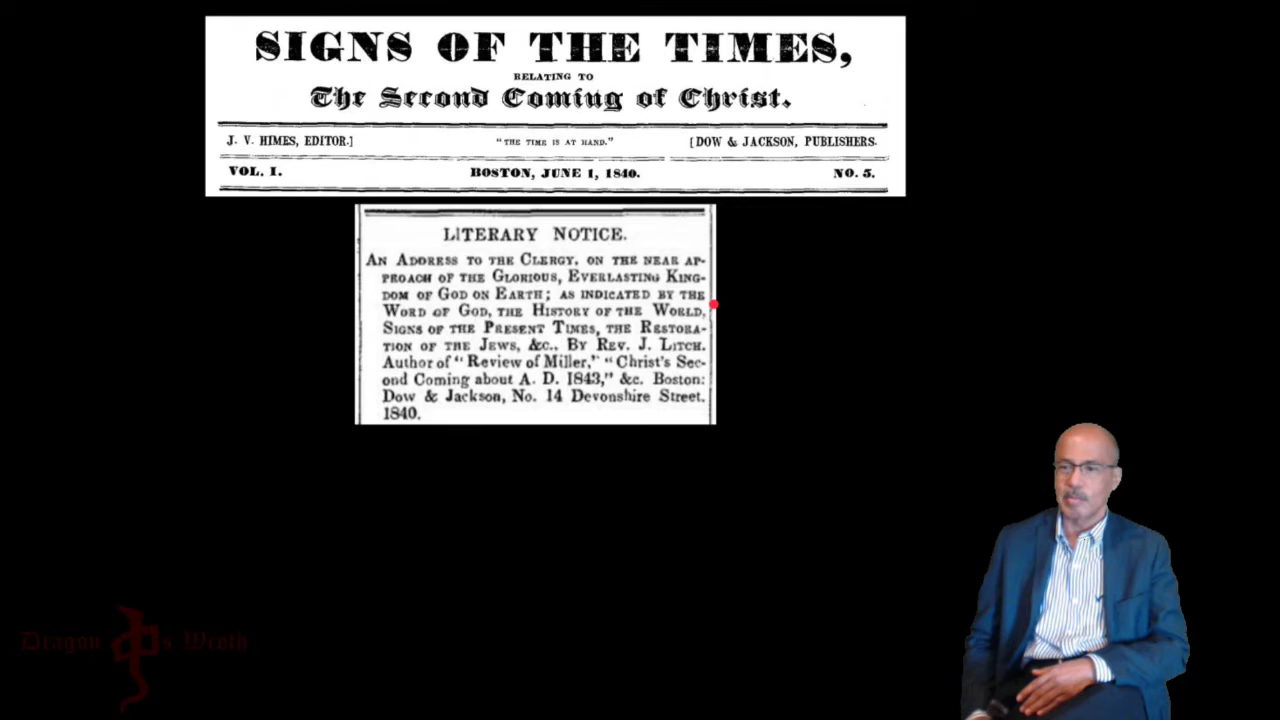 SIGNS OF THE TIMES,
RELATING TO
The Second Coming of Christ.
J. V. HIMES, EDITOR.] "THE TIME IS AT HAND." [DOW & JACKSON, PUBLISHERS.
VOL. I. BOSTON, JUNE 1, 1840. NO. 5.
LITERARY NOTICE.
AN ADDRESS TO THE CLERGY, ON THE NEAR AP-
PROACH OF THE GLORIOUS, EVERLASTING KING-
DOM OF GOD ON EARTH; AS INDICATED BY THE
WORD OF GOD, THE HISTORY OF THE WORLD,
SIGNS OF THE PRESENT TIMES, THE RESTORA-
TION OF THE JEWS, &C., BY REV. J. LITCH.
Author of "Review of Miller," "Christ's Sec-
ond Coming about A. D. 1843," &c. Boston:
Dow & Jackson, No. 14 Devonshire Street.
1840.
Dragon s Wroth